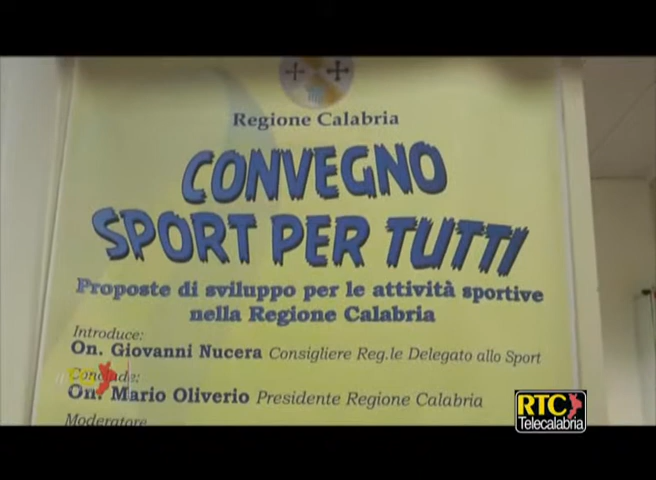 Regione Calabria
CONVEGNO
SPORT PER TUTTI
Proposte di sviluppo per le attività sportive
nella Regione Calabria
Introduce:
On. Giovanni Nucera Consigliere Reg.le Delegato allo Sport
Conclude:
On. Mario Oliverio Presidente Regione Calabria
Moderatore
RTC
Telecalabria